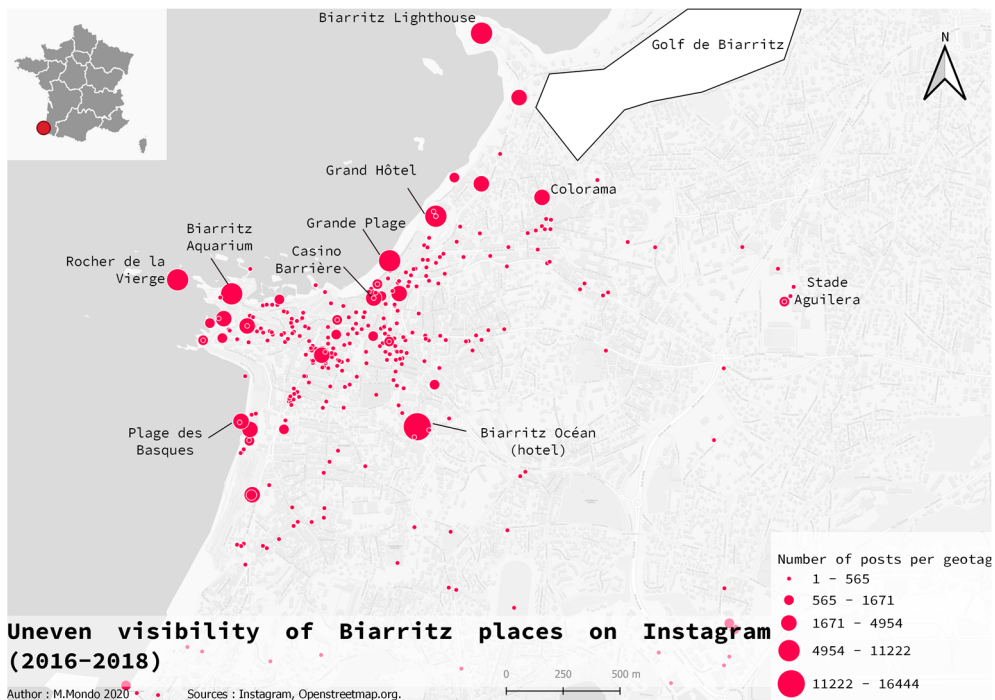 Biarritz Lighthouse
Golf de Biarritz
N
Grand Hôtel
Colorama
Grande Plage
Biarritz
Aquarium
Casino
Barrière
Rocher de la
Vierge
Stade
Aguilera
Plage des
Basques
Biarritz Océan
(hotel)
Number of posts per geotag
1 - 565
565 - 1671
1671 - 4954
4954 - 11222
11222 - 16444
Uneven visibility of Biarritz places on Instagram
(2016-2018)
0 250 500 m
Author : M.Mondo 2020
Sources : Instagram, Openstreetmap.org.